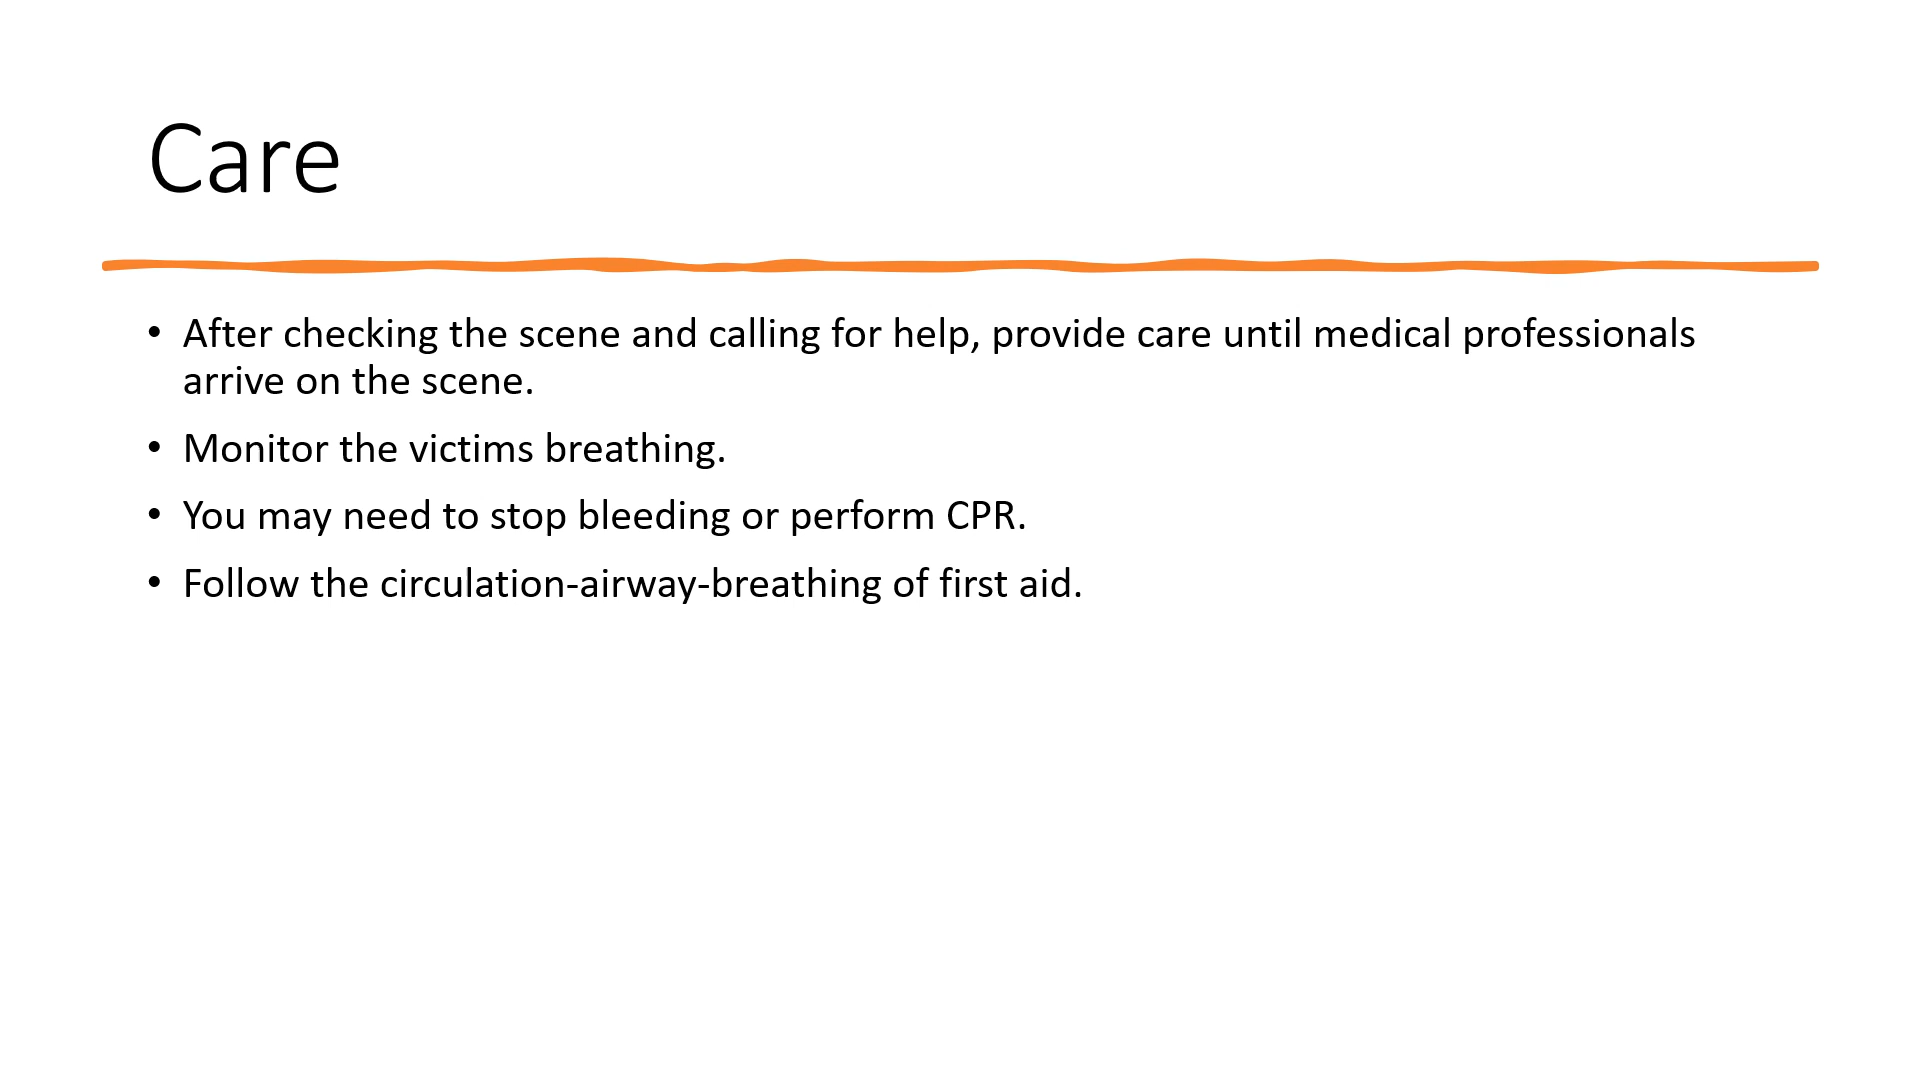 Care
• After checking the scene and calling for help, provide care until medical professionals
arrive on the scene.
• Monitor the victims breathing.
• You may need to stop bleeding or perform CPR.
• Follow the circulation-airway-breathing of first aid.